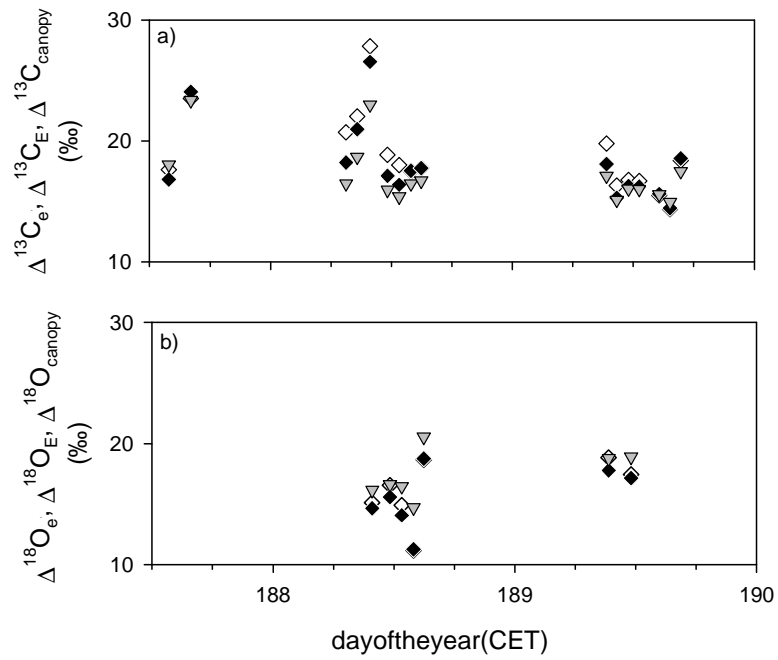 a)
30
20
10
Δ13Ce, Δ13CE, Δ13Ccanopy
(‰)
b)
30
20
10
Δ18Oe, Δ18OE, Δ18Ocanopy
(‰)
188 189 190
dayoftheyear(CET)